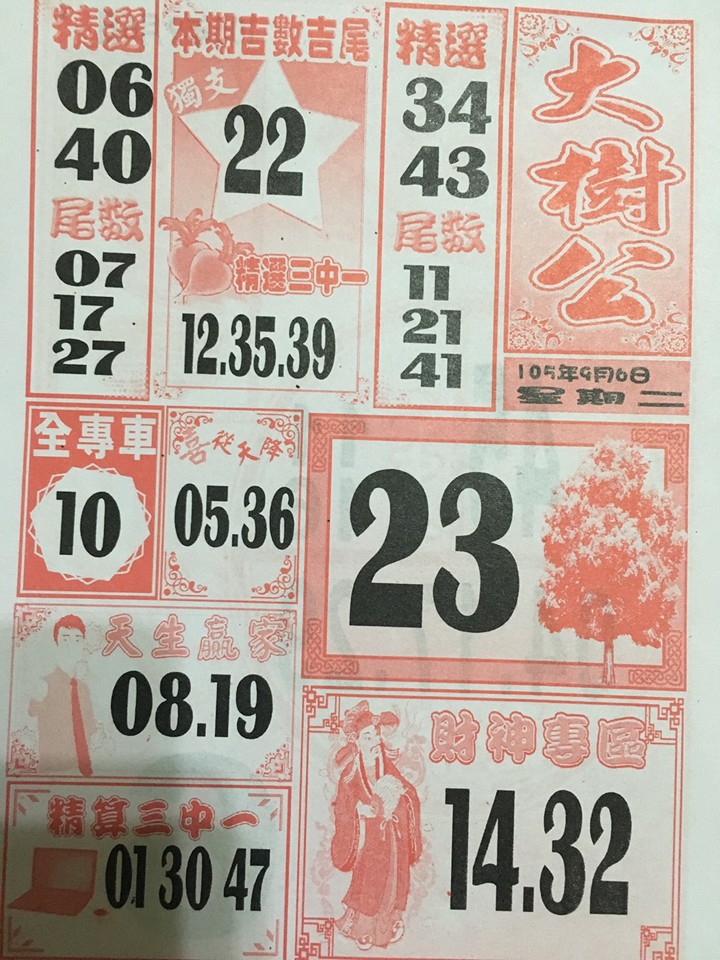 精選
06
40
尾数
07
17
27
本期吉數吉尾
獨支
22
精選三中一
12.35.39
精選
34
43
尾数
11
21
41
大樹公
105年9月6日
星期二
全專車
10
喜從天降
05.36
23
天生贏家
08.19
精算三中一
01 30 47
財神專區
14.32